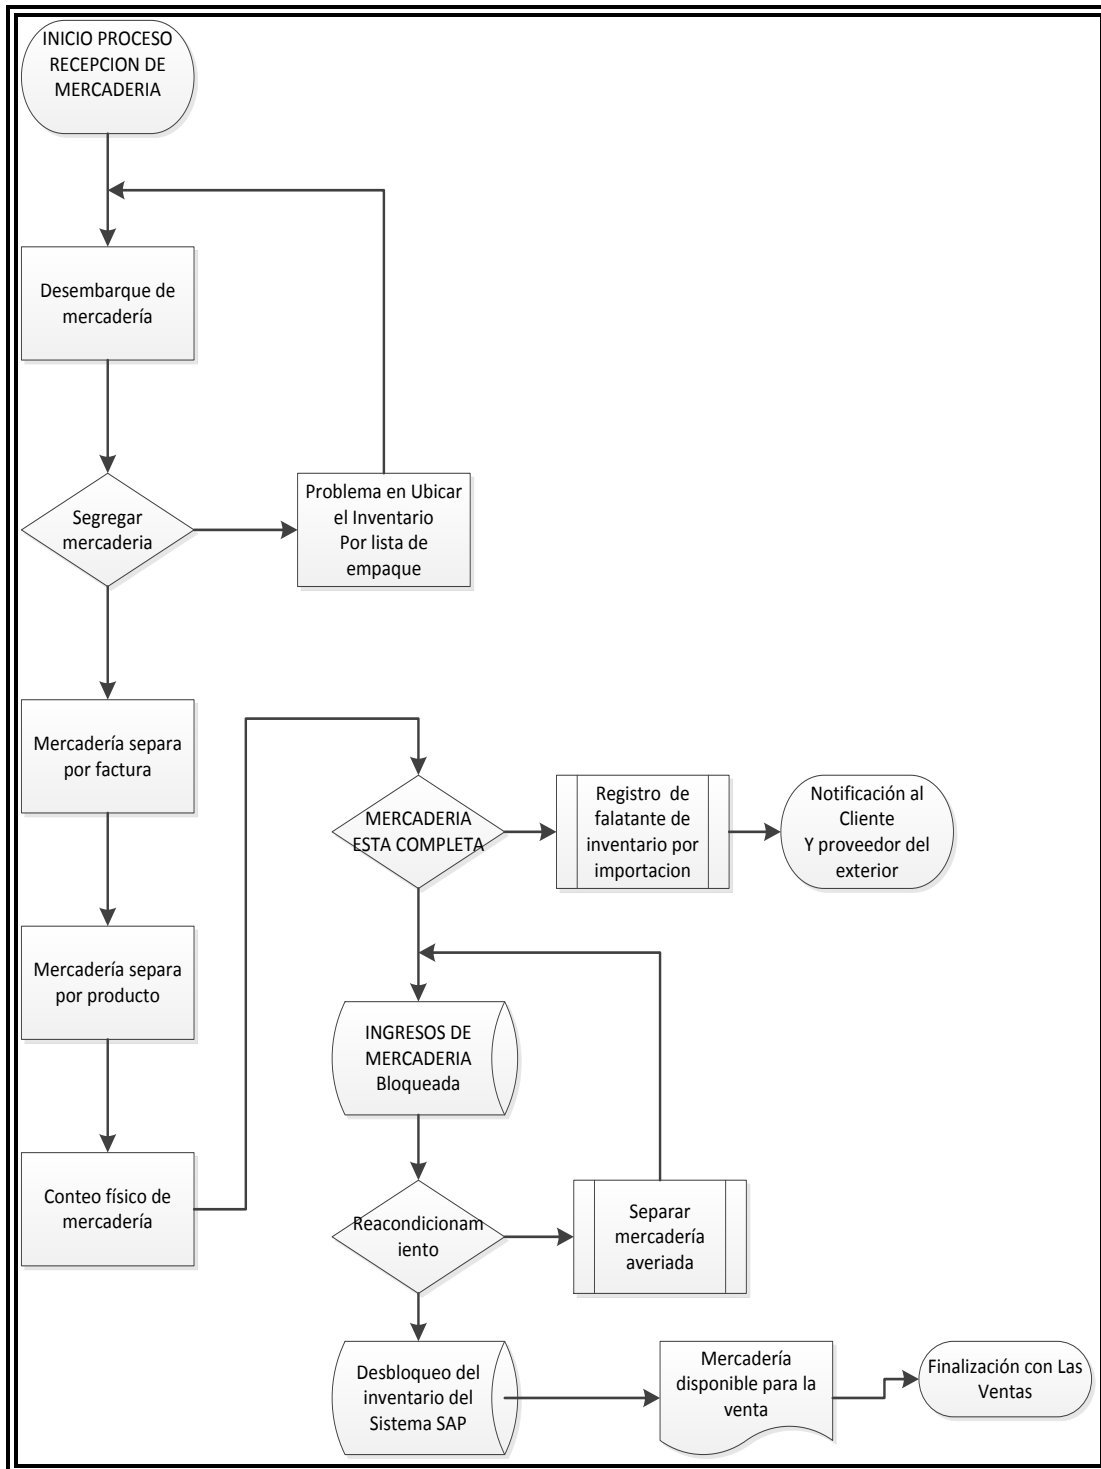 INICIO PROCESO
RECEPCION DE
MERCADERIA
Desembarque de
mercadería
Segregar
mercaderia
Problema en Ubicar
el Inventario
Por lista de
empaque
Mercadería separa
por factura
Mercadería separa
por producto
Conteo físico de
mercadería
MERCADERIA
ESTA COMPLETA
Registro de
falatante de
inventario por
importacion
Notificación al
Cliente
Y proveedor del
exterior
INGRESOS DE
MERCADERIA
Bloqueada
Reacondicionam
iento
Separar
mercadería
averiada
Desbloqueo del
inventario del
Sistema SAP
Mercadería
disponible para la
venta
Finalización con Las
Ventas